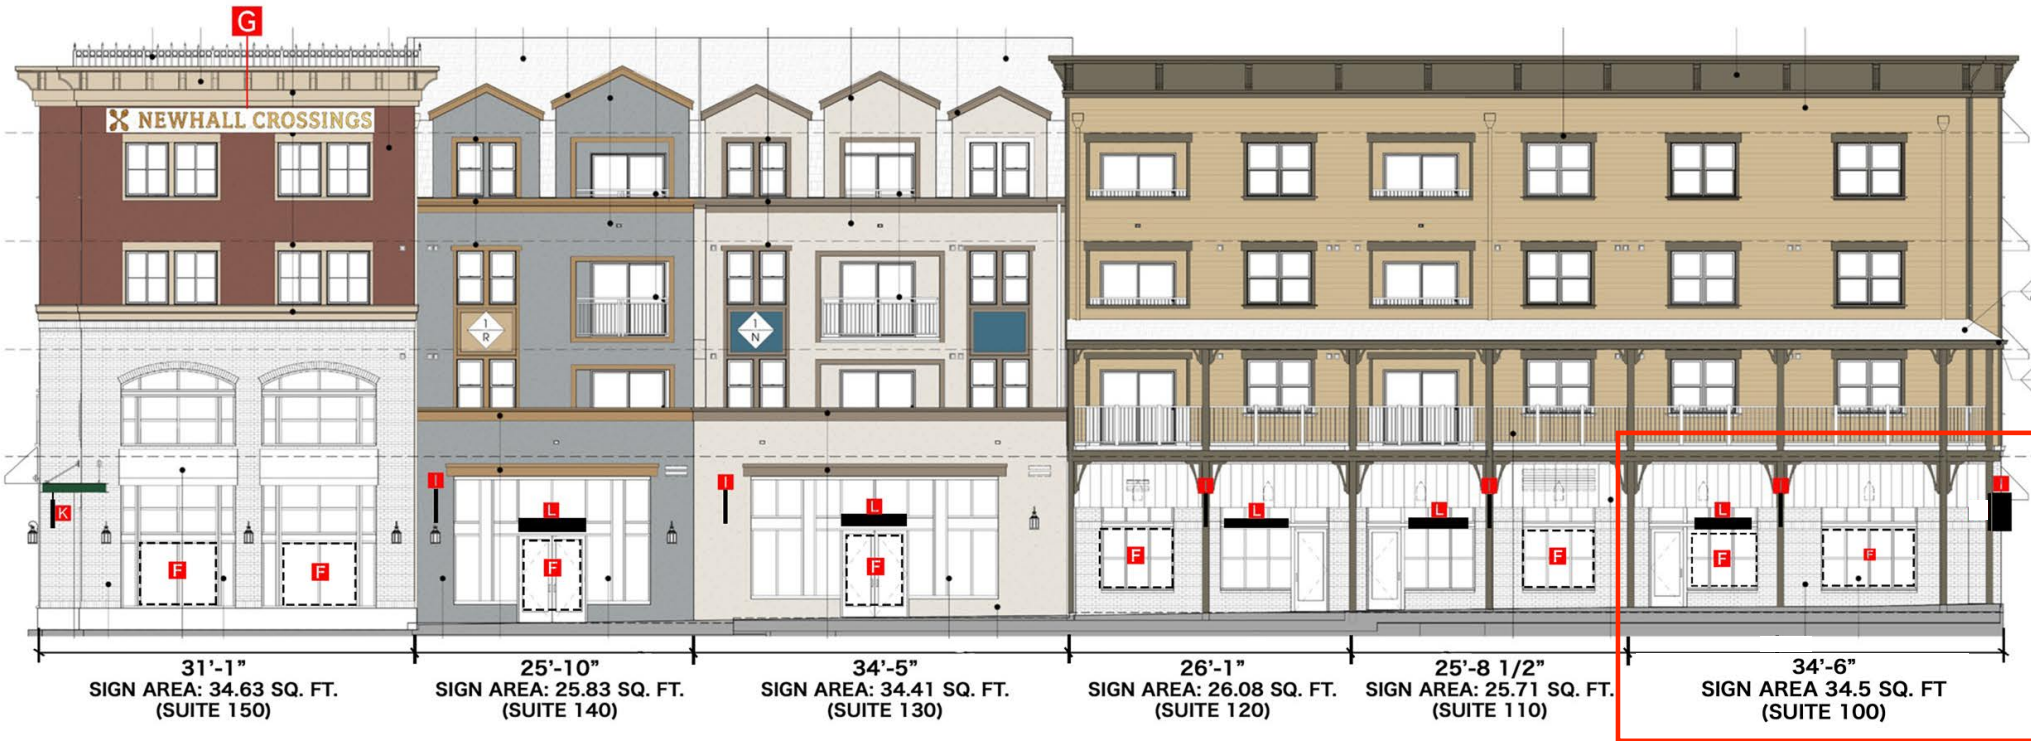 G
NEWHALL CROSSINGS
1
R
1
N
I
I
I
I
I
I
K
L
L
L
L
L
F
F
F
F
F
F
F
F
31'-1"
SIGN AREA: 34.63 SQ. FT.
(SUITE 150)
25'-10"
SIGN AREA: 25.83 SQ. FT.
(SUITE 140)
34'-5"
SIGN AREA: 34.41 SQ. FT.
(SUITE 130)
26'-1"
SIGN AREA: 26.08 SQ. FT.
(SUITE 120)
25'-8 1/2"
SIGN AREA: 25.71 SQ. FT.
(SUITE 110)
34'-6"
SIGN AREA 34.5 SQ. FT
(SUITE 100)